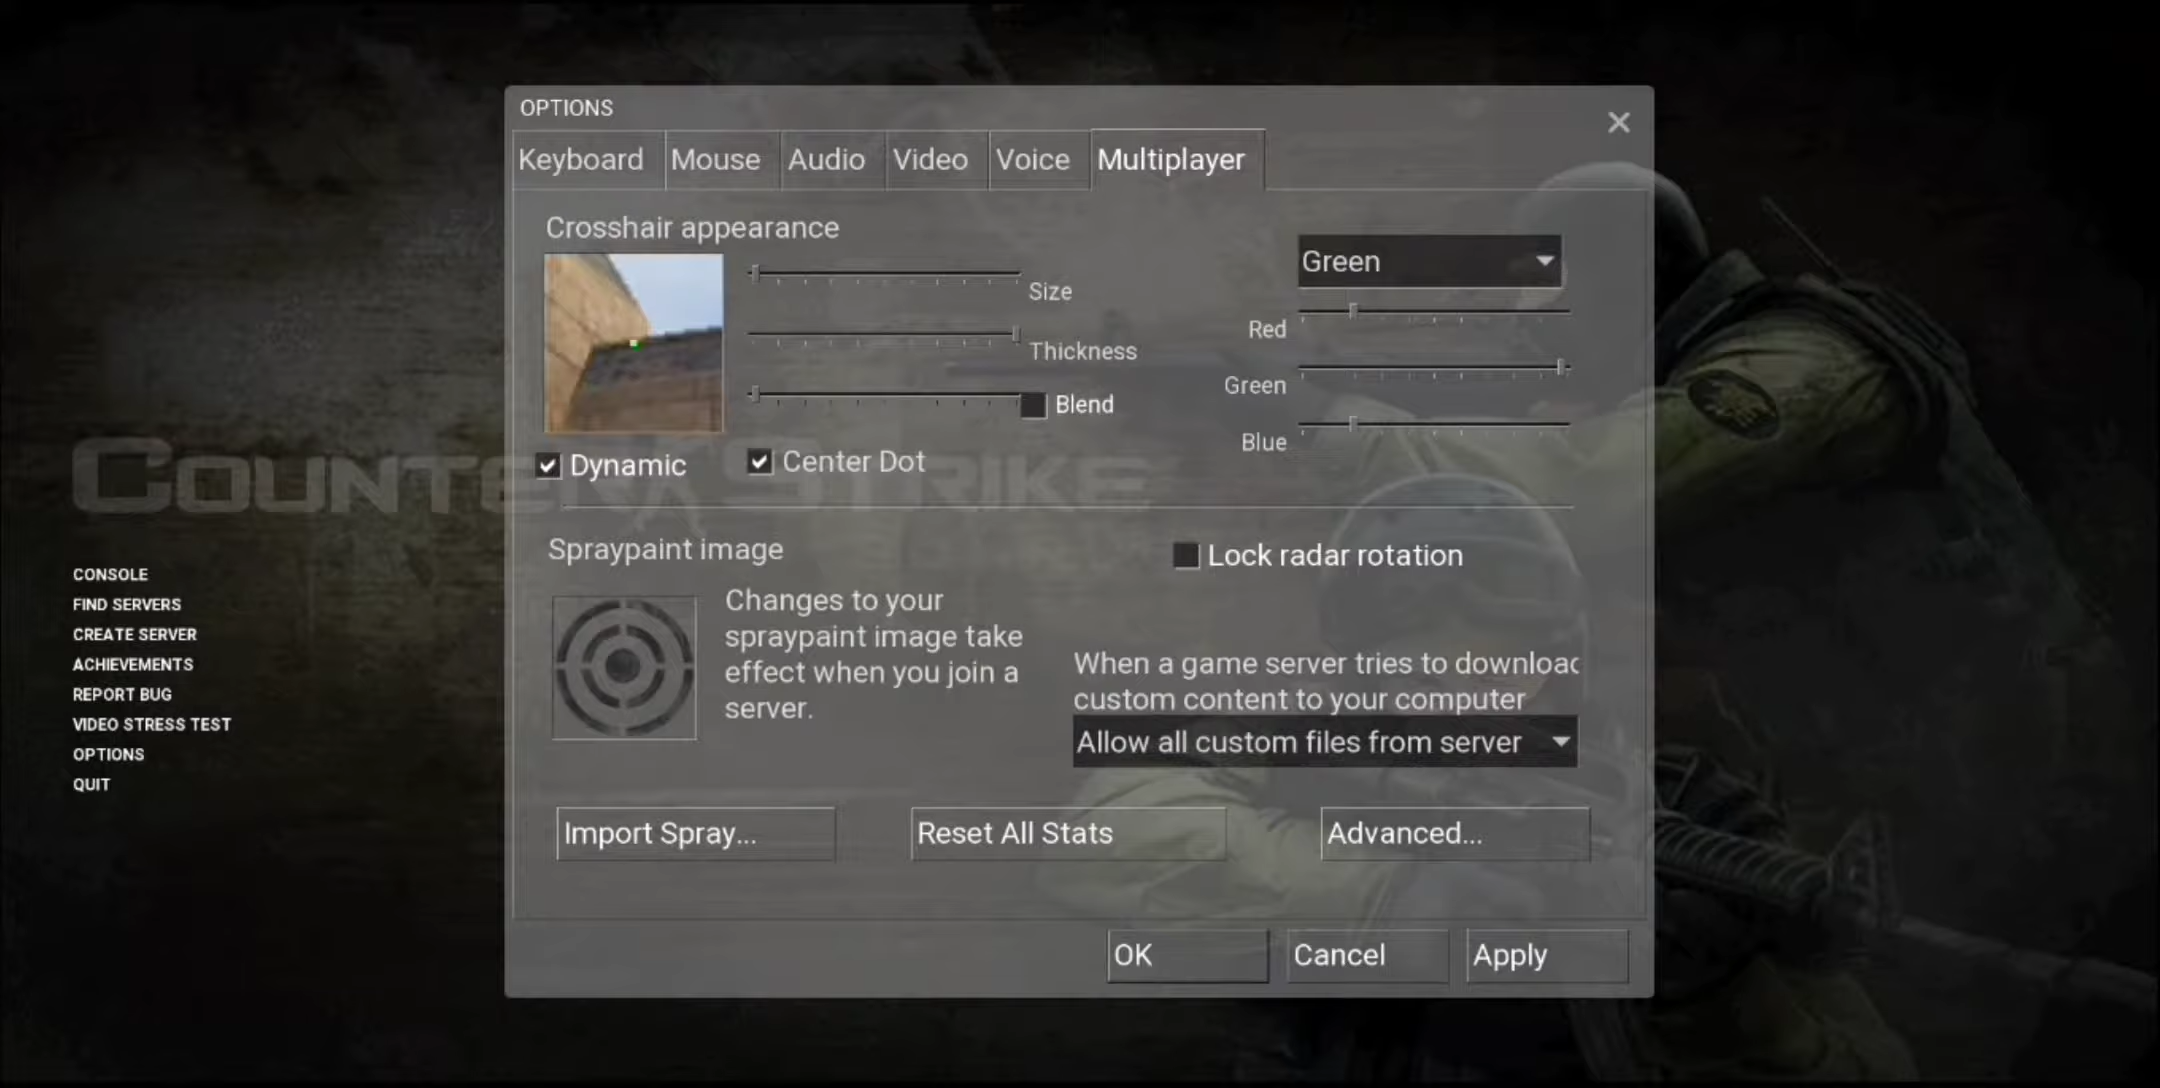 OPTIONS
Keyboard Mouse Audio Video Voice Multiplayer
Crosshair appearance
Green
Size
Red
Thickness
Green
Blend
Blue
Dynamic
Center Dot
COUNTER STRIKE
Spraypaint image
Lock radar rotation
Changes to your
spraypaint image take
effect when you join a
server.
When a game server tries to downloac
custom content to your computer
Allow all custom files from server
CONSOLE
FIND SERVERS
CREATE SERVER
ACHIEVEMENTS
REPORT BUG
VIDEO STRESS TEST
OPTIONS
QUIT
Import Spray...
Reset All Stats
Advanced...
OK
Cancel
Apply